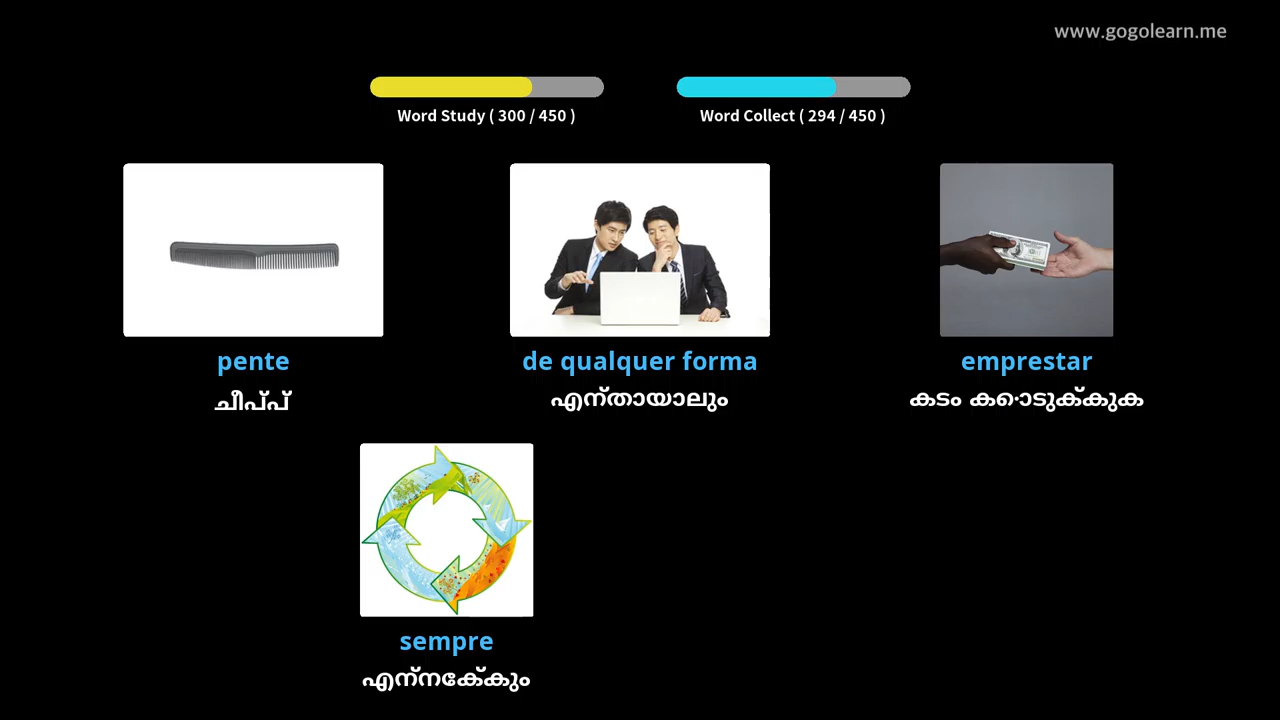 www.gogolearn.me
Word Study ( 300 / 450 )
Word Collect ( 294 / 450 )
pente
ചീപ്പ്
de qualquer forma
എന്തായാലും
emprestar
കടം കൊടുക്കുക
sempre
എന്നേക്കും